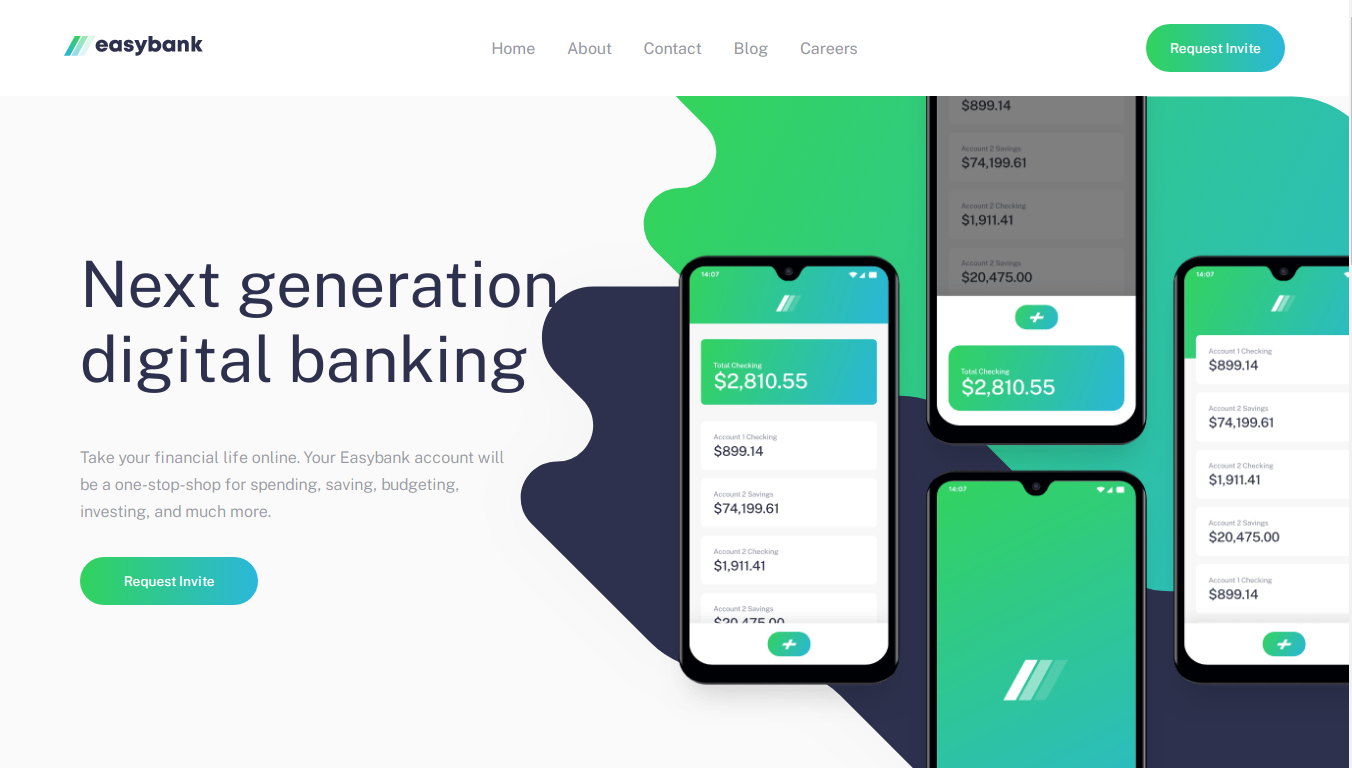 easybank
Home
About
Contact
Blog
Careers
Request Invite
Next generation
digital banking
Take your financial life online. Your Easybank account will
be a one-stop-shop for spending, saving, budgeting,
investing, and much more.
Request Invite
14:07
Total Checking
$2,810.55
Account 1 Checking
$899.14
Account 2 Savings
$74,199.61
Account 2 Checking
$1,911.41
Account 2 Savings
$20,475.00
$899.14
Account 2 Savings
$74,199.61
Account 2 Checking
$1,911.41
Account 2 Savings
$20,475.00
Total Checking
$2,810.55
14:07
14:07
Account 1 Checking
$899.14
Account 2 Savings
$74,199.61
Account 2 Checking
$1,911.41
Account 2 Savings
$20,475.00
Account 1 Checking
$899.14